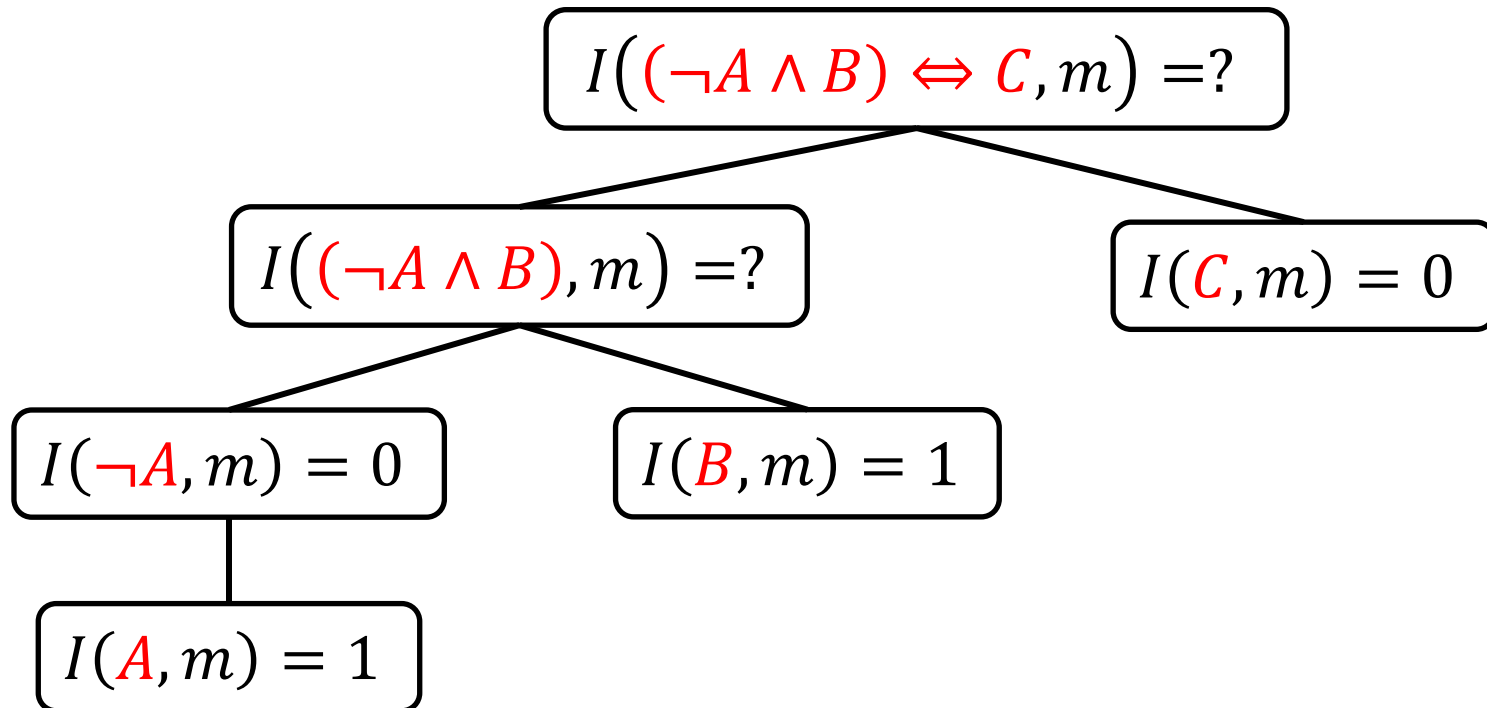 I((¬A ∧ B) ⇔ C, m) =?
I((¬A ∧ B), m) =?
I(C, m) = 0
I(¬A, m) = 0
I(B, m) = 1
I(A, m) = 1